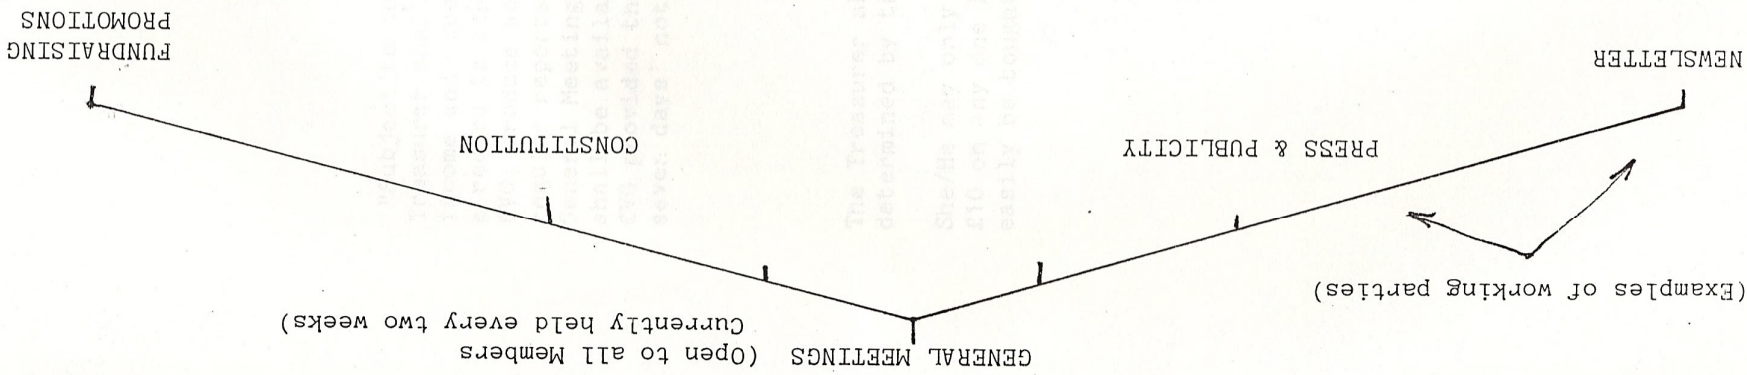 GENERAL MEETINGS (Open to all Members
Currently held every two weeks)
(Examples of working parties)
PRESS & PUBLICITY
CONSTITUTION
NEWSLETTER
FUNDRAISING
PROMOTIONS